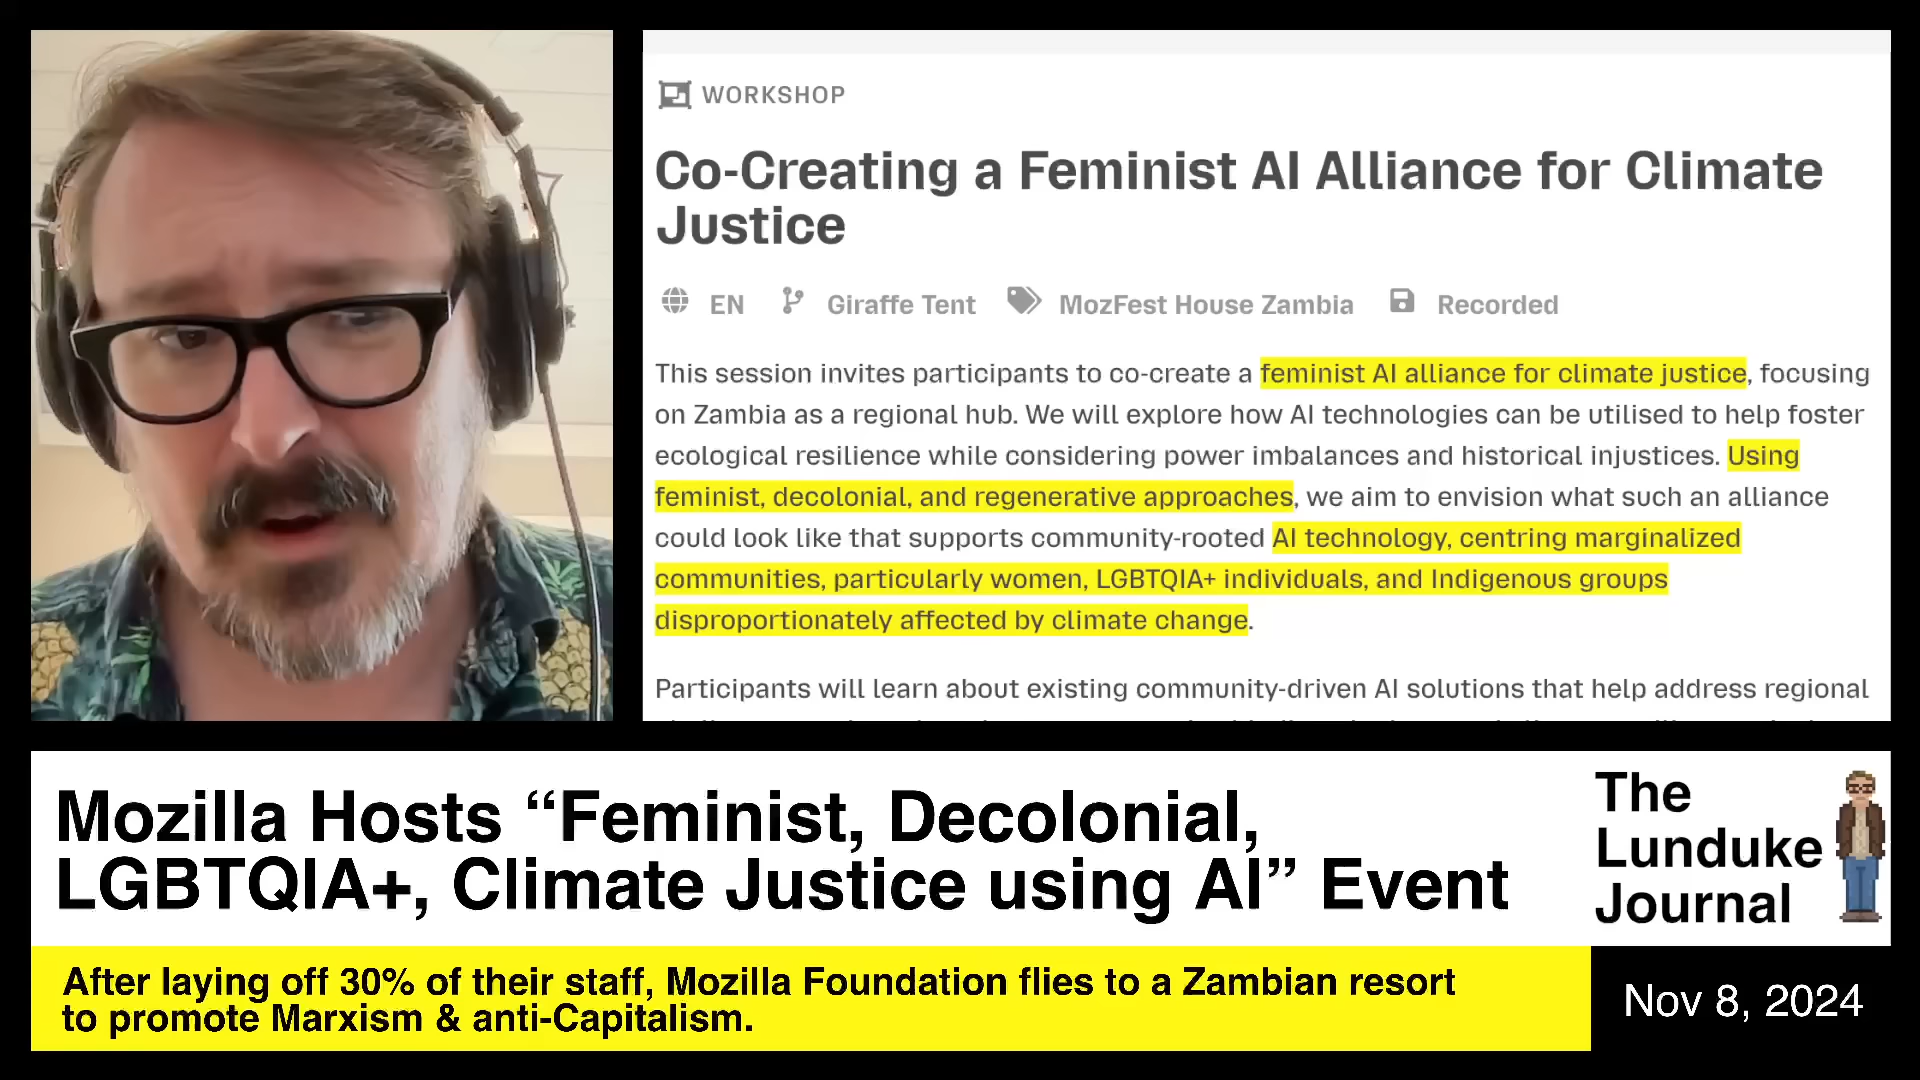 WORKSHOP
Co-Creating a Feminist AI Alliance for Climate
Justice
EN Giraffe Tent MozFest House Zambia Recorded
This session invites participants to co-create a feminist AI alliance for climate justice, focusing
on Zambia as a regional hub. We will explore how AI technologies can be utilised to help foster
ecological resilience while considering power imbalances and historical injustices. Using
feminist, decolonial, and regenerative approaches, we aim to envision what such an alliance
could look like that supports community-rooted AI technology, centring marginalized
communities, particularly women, LGBTQIA+ individuals, and Indigenous groups
disproportionately affected by climate change.
Participants will learn about existing community-driven AI solutions that help address regional
Mozilla Hosts “Feminist, Decolonial,
LGBTQIA+, Climate Justice using AI” Event
The
Lunduke
Journal
After laying off 30% of their staff, Mozilla Foundation flies to a Zambian resort
to promote Marxism & anti-Capitalism.
Nov 8, 2024